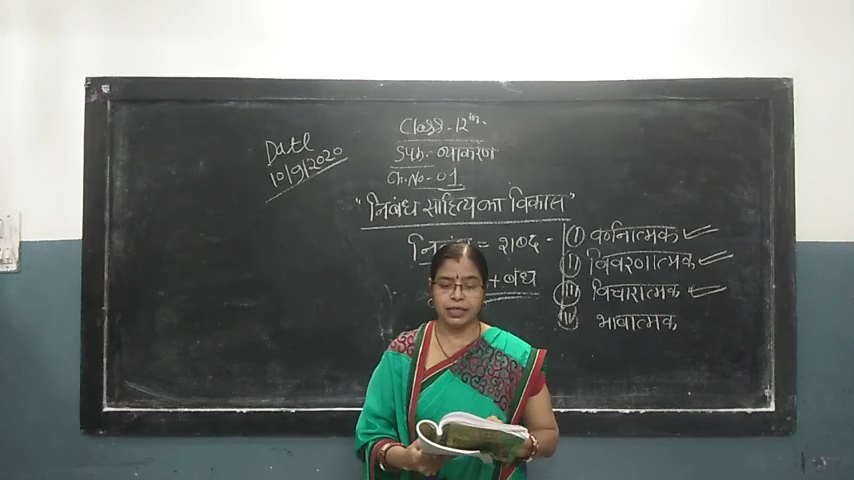 Date
10/9/2020
Class-12th-
Sub.- व्याकरण
Ch.No-01
"निबंध साहित्य का विकास"
= शब्द -
+ बंध
(I) वर्णनात्मक
(II) विवरणात्मक
(III) विचारात्मक
भावात्मक